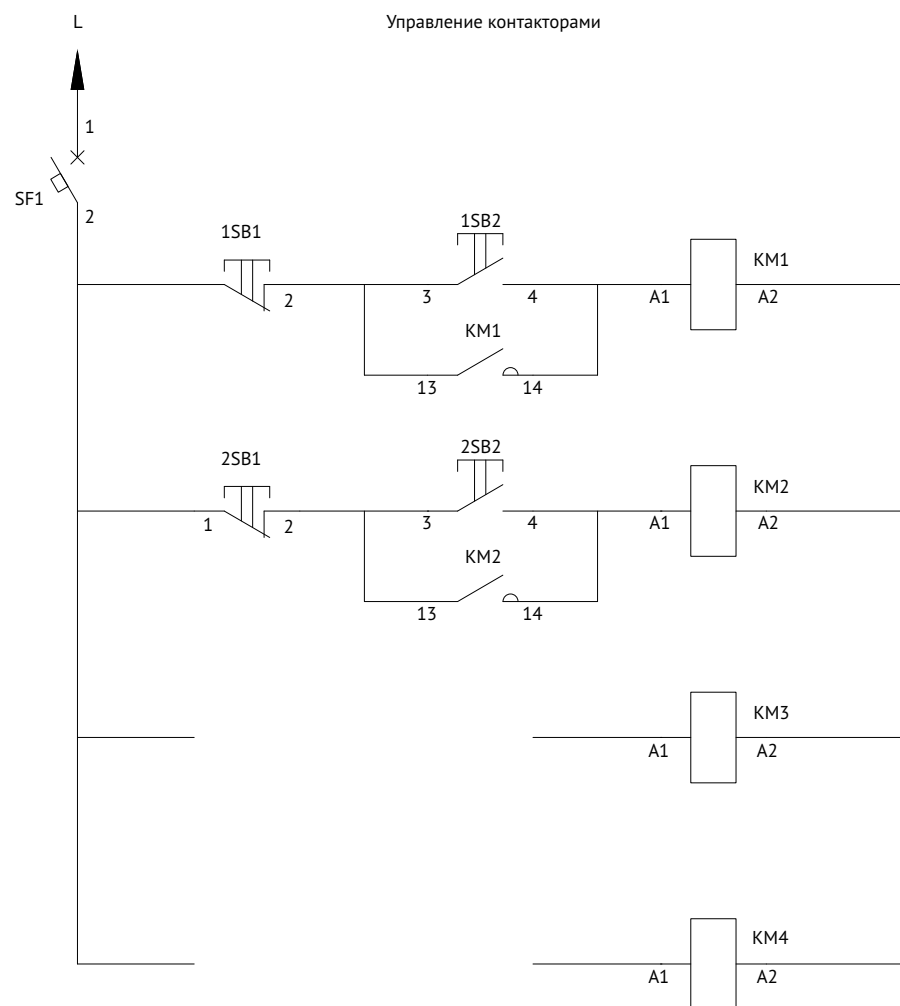 L Управление контакторами
1
SF1
2
1SB1 1SB2
KM1
2 3 4 A1 A2
KM1
13 14
2SB1 2SB2
KM2
1 2 3 4 A1 A2
KM2
13 14
KM3
A1 A2
KM4
A1 A2